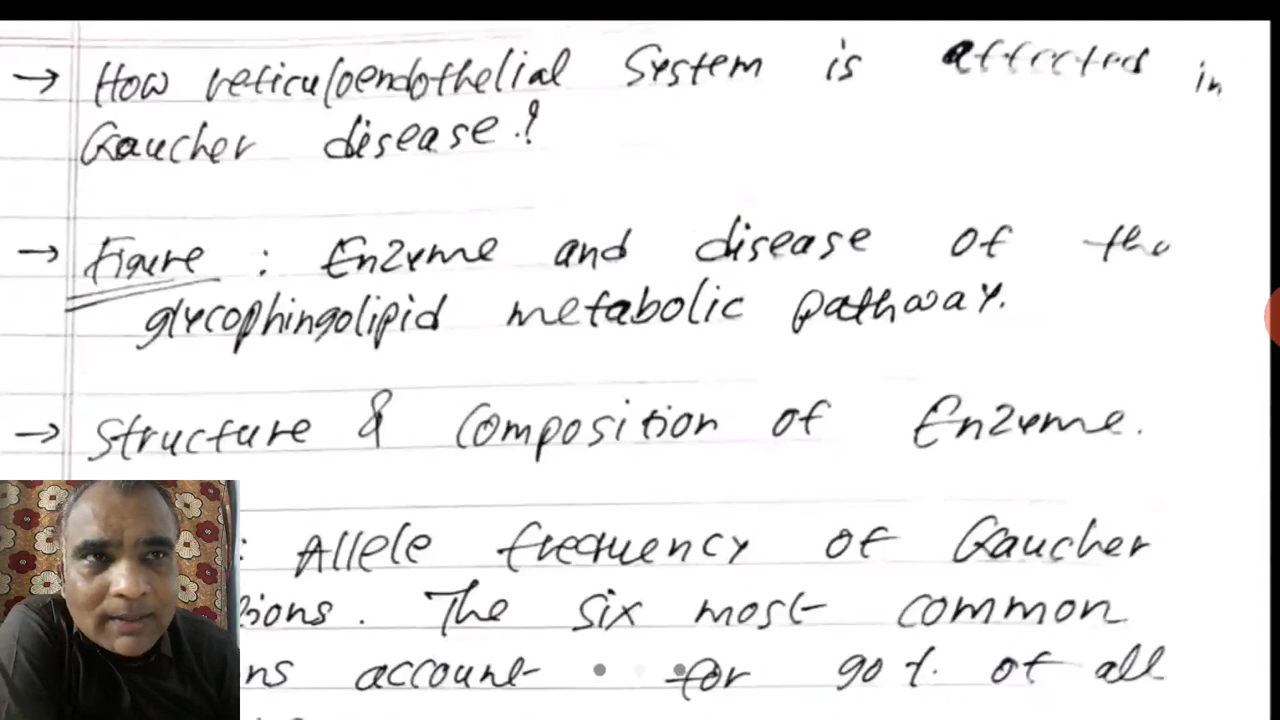 → How reticuloendothelial System is affected in
Gaucher disease?
→ Figure : Enzyme and disease of the
glycophingolipid metabolic pathway.
→ Structure & Composition of Enzyme.
: Allele frequency of Gaucher
ions. The six most common
ns account for 90 %. of all